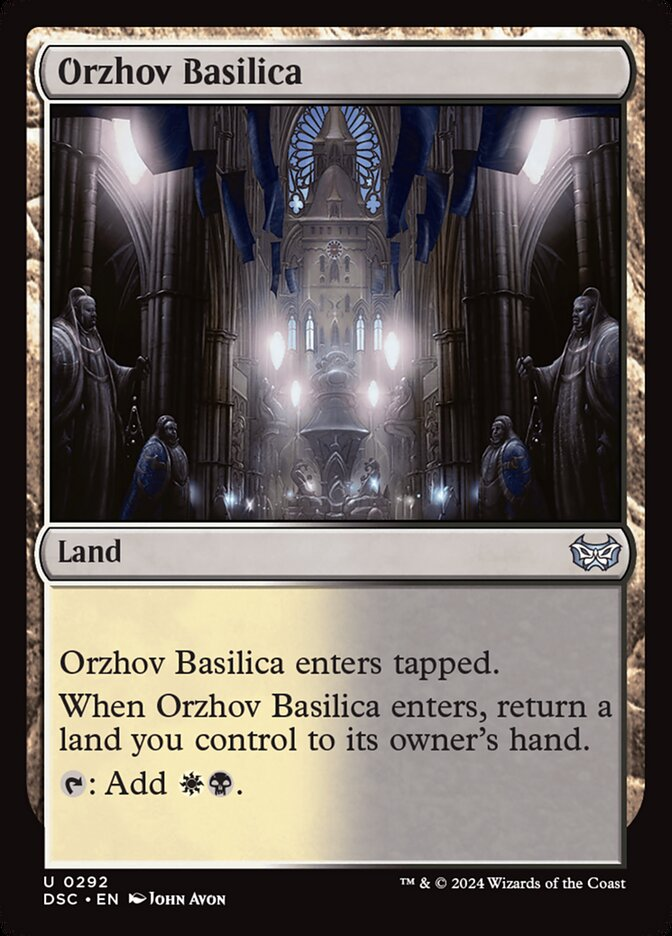 Orzhov Basilica
Land
Orzhov Basilica enters tapped.
When Orzhov Basilica enters, return a
land you control to its owner's hand.
: Add .
U 0292
DSC • EN John Avon
™ & © 2024 Wizards of the Coast